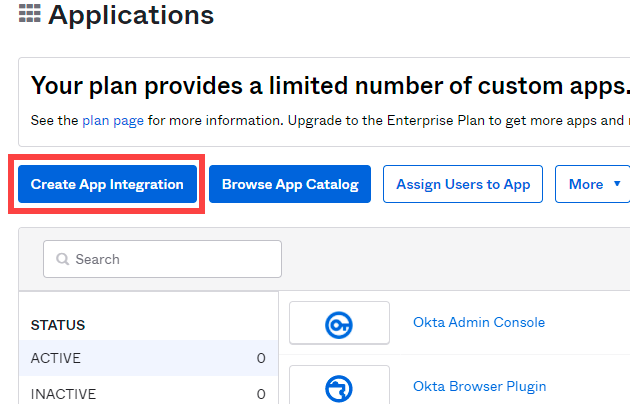 Applications
Your plan provides a limited number of custom apps.
See the plan page for more information. Upgrade to the Enterprise Plan to get more apps and
Create App Integration
Browse App Catalog
Assign Users to App
More
Search
STATUS
ACTIVE 0
INACTIVE 0
Okta Admin Console
Okta Browser Plugin